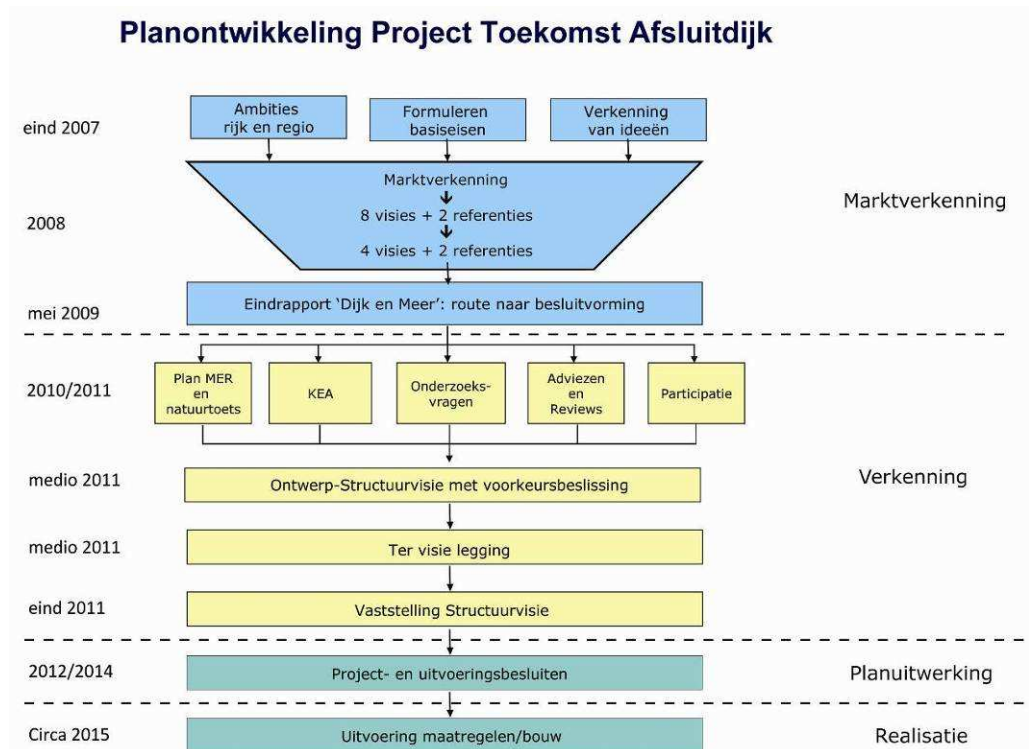 Planontwikkeling Project Toekomst Afsluitdijk
eind 2007
Ambities
rijk en regio
Formuleren
basiseisen
Verkenning
van ideeën
Marktverkenning
2008
Marktverkenning
8 visies + 2 referenties
4 visies + 2 referenties
mei 2009
Eindrapport ‘Dijk en Meer’: route naar besluitvorming
2010/2011
Plan MER
en
natuurtoets
KEA
Onderzoeks-
vragen
Adviezen
en
Reviews
Participatie
Verkenning
medio 2011
Ontwerp-Structuurvisie met voorkeursbeslissing
medio 2011
Ter visie legging
eind 2011
Vaststelling Structuurvisie
2012/2014
Project- en uitvoeringsbesluiten
Planuitwerking
Circa 2015
Uitvoering maatregelen/bouw
Realisatie